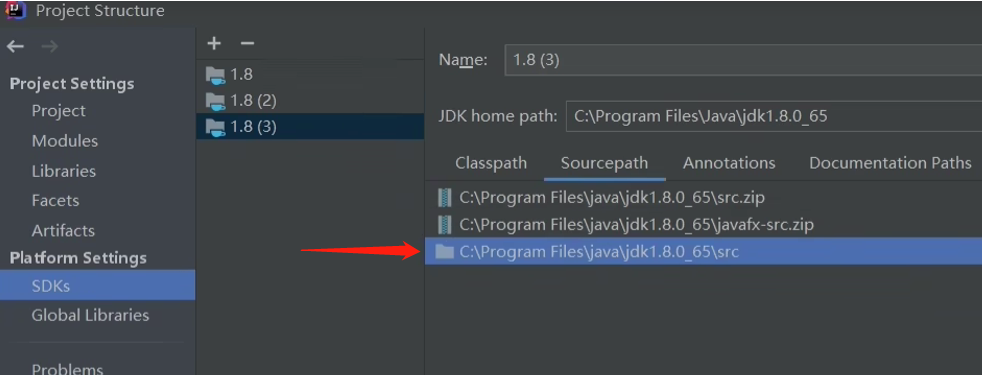 Project Structure
Project Settings
Project
Modules
Libraries
Facets
Artifacts
Platform Settings
SDKs
Global Libraries
Problems
1.8
1.8 (2)
1.8 (3)
Name: 1.8 (3)
JDK home path: C:\Program Files\Java\jdk1.8.0_65
Classpath Sourcepath Annotations Documentation Paths
C:\Program Files\java\jdk1.8.0_65\src.zip
C:\Program Files\java\jdk1.8.0_65\javafx-src.zip
C:\Program Files\java\jdk1.8.0_65\src